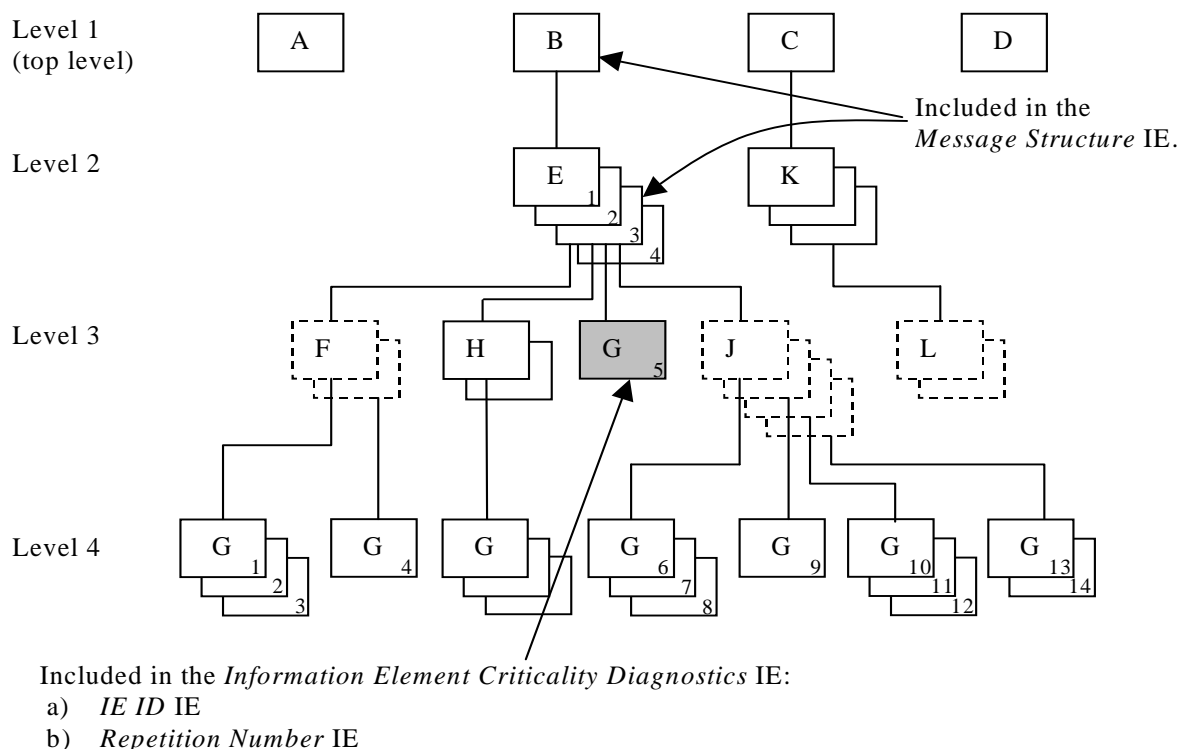 Level 1
(top level)
A
B
C
D
Included in the
Message Structure IE.
Level 2
E
1
2
3
4
K
Level 3
F
H
G
5
J
L
Level 4
G
1
2
3
G
4
G
G
6
7
8
G
9
G
10
11
12
G
13
14
Included in the Information Element Criticality Diagnostics IE:
a) IE ID IE
b) Repetition Number IE